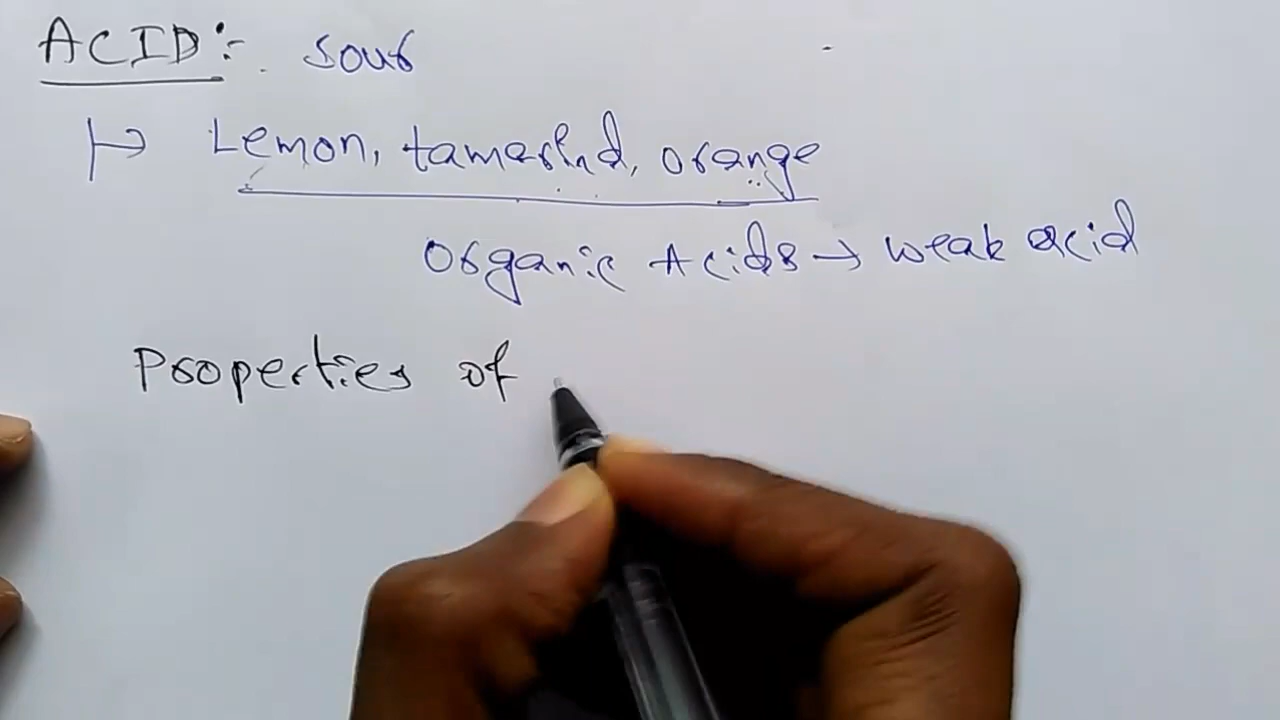 ACID:- sour
Lemon, tamarind, orange
Organic Acids → weak acid
Properties of